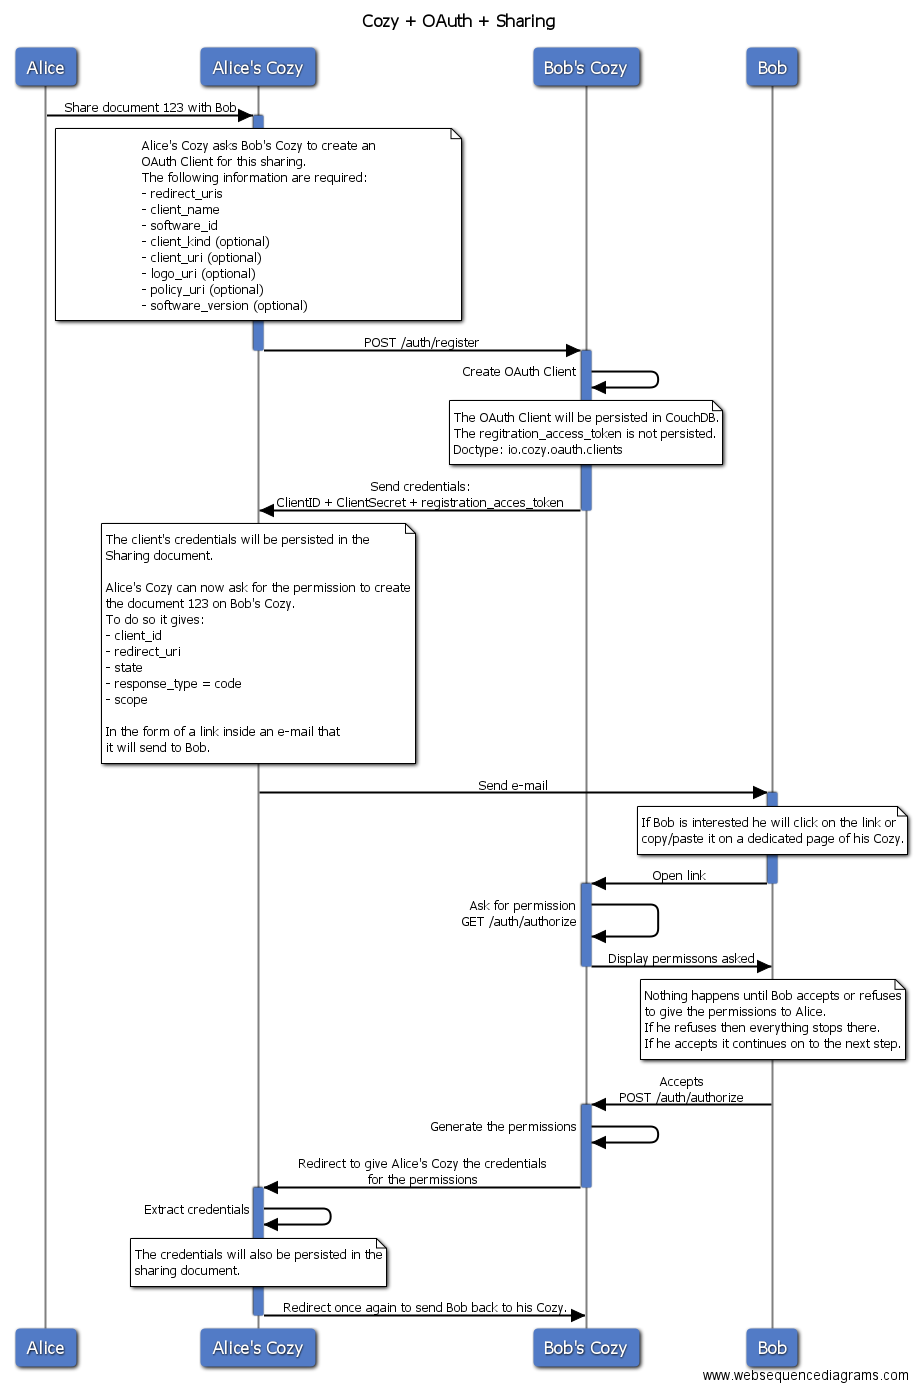 Cozy + OAuth + Sharing
Alice
Alice's Cozy
Bob's Cozy
Bob
Share document 123 with Bob
Alice's Cozy asks Bob's Cozy to create an
OAuth Client for this sharing.
The following information are required:
- redirect_uris
- client_name
- software_id
- client_kind (optional)
- client_uri (optional)
- logo_uri (optional)
- policy_uri (optional)
- software_version (optional)
POST /auth/register
Create OAuth Client
The OAuth Client will be persisted in CouchDB.
The regitration_access_token is not persisted.
Doctype: io.cozy.oauth.clients
Send credentials:
ClientID + ClientSecret + registration_acces_token
The client's credentials will be persisted in the
Sharing document.
Alice's Cozy can now ask for the permission to create
the document 123 on Bob's Cozy.
To do so it gives:
- client_id
- redirect_uri
- state
- response_type = code
- scope
In the form of a link inside an e-mail that
it will send to Bob.
Send e-mail
If Bob is interested he will click on the link or
copy/paste it on a dedicated page of his Cozy.
Open link
Ask for permission
GET /auth/authorize
Display permissons asked
Nothing happens until Bob accepts or refuses
to give the permissions to Alice.
If he refuses then everything stops there.
If he accepts it continues on to the next step.
Accepts
POST /auth/authorize
Generate the permissions
Redirect to give Alice's Cozy the credentials
for the permissions
Extract credentials
The credentials will also be persisted in the
sharing document.
Redirect once again to send Bob back to his Cozy.
Alice
Alice's Cozy
Bob's Cozy
Bob
www.websequencediagrams.com